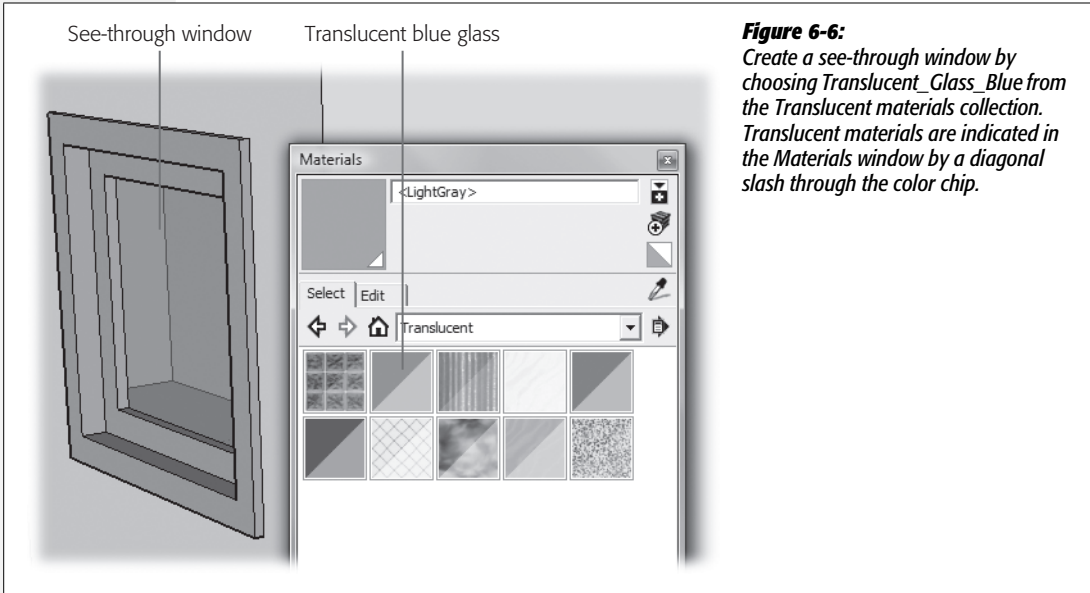 See-through window
Translucent blue glass
Materials
<LightGray>
Select
Edit
Translucent
Figure 6-6:
Create a see-through window by
choosing Translucent_Glass_Blue from
the Translucent materials collection.
Translucent materials are indicated in
the Materials window by a diagonal
slash through the color chip.